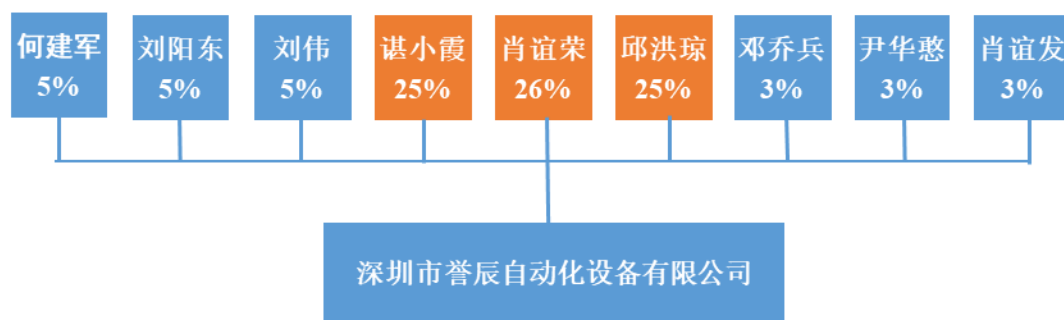 何建军
5%
刘阳东
5%
刘伟
5%
谌小霞
25%
肖谊荣
26%
邱洪琼
25%
邓乔兵
3%
尹华憨
3%
肖谊发
3%
深圳市誉辰自动化设备有限公司